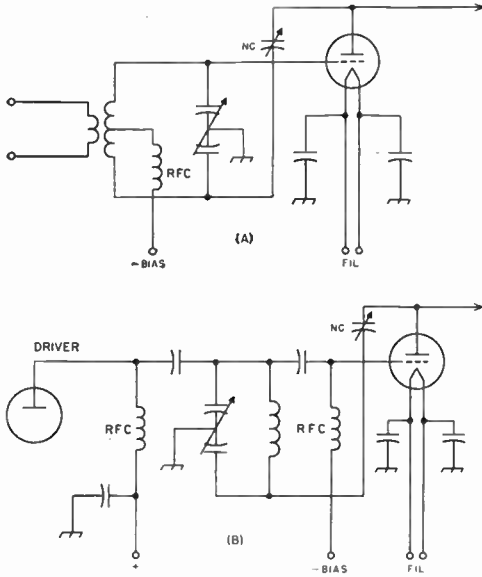 NC
RFC
(A)
-BIAS
FIL
NC
DRIVER
RFC
RFC
(B)
+
-BIAS
FIL